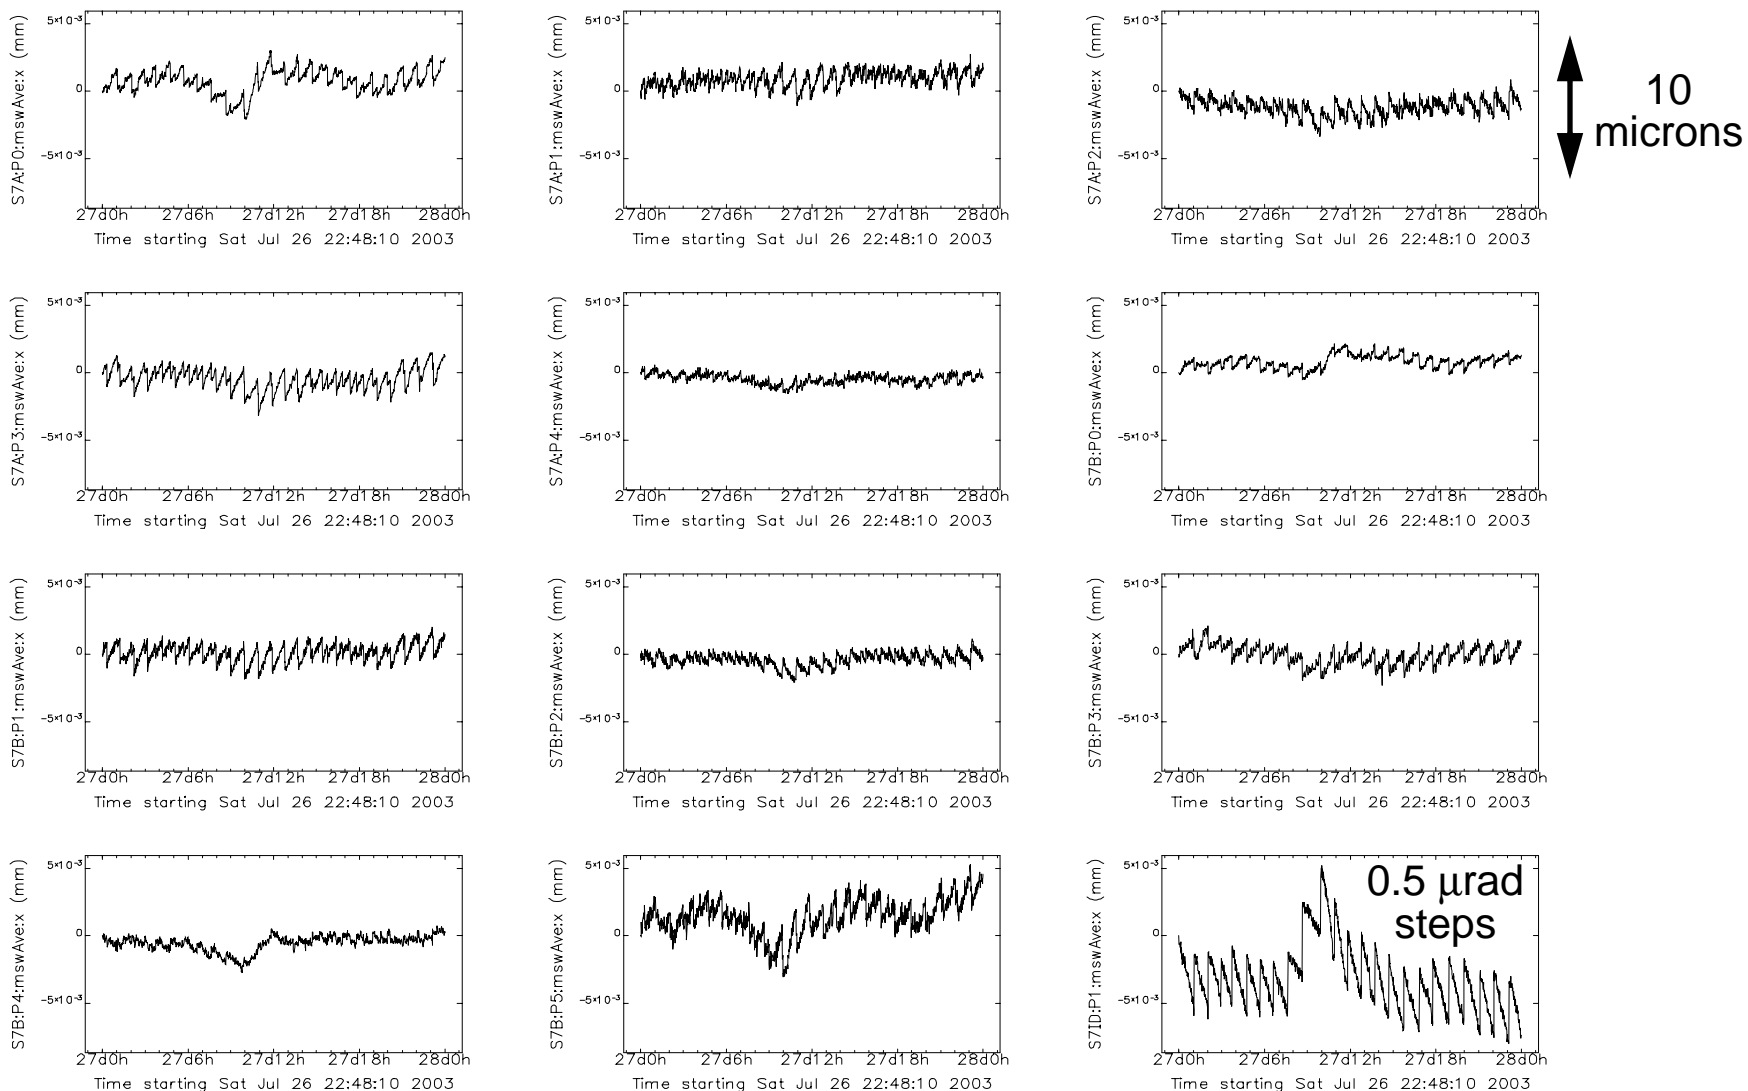 S7A:P0:mswAve:x (mm)
5×10⁻³
0
−5×10⁻³
27d0h 27d6h 27d12h 27d18h 28d0h
Time starting Sat Jul 26 22:48:10 2003
S7A:P1:mswAve:x (mm)
5×10⁻³
0
−5×10⁻³
27d0h 27d6h 27d12h 27d18h 28d0h
Time starting Sat Jul 26 22:48:10 2003
S7A:P2:mswAve:x (mm)
5×10⁻³
0
−5×10⁻³
27d0h 27d6h 27d12h 27d18h 28d0h
Time starting Sat Jul 26 22:48:10 2003
10
microns
S7A:P3:mswAve:x (mm)
5×10⁻³
0
−5×10⁻³
27d0h 27d6h 27d12h 27d18h 28d0h
Time starting Sat Jul 26 22:48:10 2003
S7A:P4:mswAve:x (mm)
5×10⁻³
0
−5×10⁻³
27d0h 27d6h 27d12h 27d18h 28d0h
Time starting Sat Jul 26 22:48:10 2003
S7B:P0:mswAve:x (mm)
5×10⁻³
0
−5×10⁻³
27d0h 27d6h 27d12h 27d18h 28d0h
Time starting Sat Jul 26 22:48:10 2003
S7B:P1:mswAve:x (mm)
5×10⁻³
0
−5×10⁻³
27d0h 27d6h 27d12h 27d18h 28d0h
Time starting Sat Jul 26 22:48:10 2003
S7B:P2:mswAve:x (mm)
5×10⁻³
0
−5×10⁻³
27d0h 27d6h 27d12h 27d18h 28d0h
Time starting Sat Jul 26 22:48:10 2003
S7B:P3:mswAve:x (mm)
5×10⁻³
0
−5×10⁻³
27d0h 27d6h 27d12h 27d18h 28d0h
Time starting Sat Jul 26 22:48:10 2003
S7B:P4:mswAve:x (mm)
5×10⁻³
0
−5×10⁻³
27d0h 27d6h 27d12h 27d18h 28d0h
Time starting Sat Jul 26 22:48:10 2003
S7B:P5:mswAve:x (mm)
5×10⁻³
0
−5×10⁻³
27d0h 27d6h 27d12h 27d18h 28d0h
Time starting Sat Jul 26 22:48:10 2003
S7ID:P1:mswAve:x (mm)
5×10⁻³
0
−5×10⁻³
0.5 μrad
steps
27d0h 27d6h 27d12h 27d18h 28d0h
Time starting Sat Jul 26 22:48:10 2003